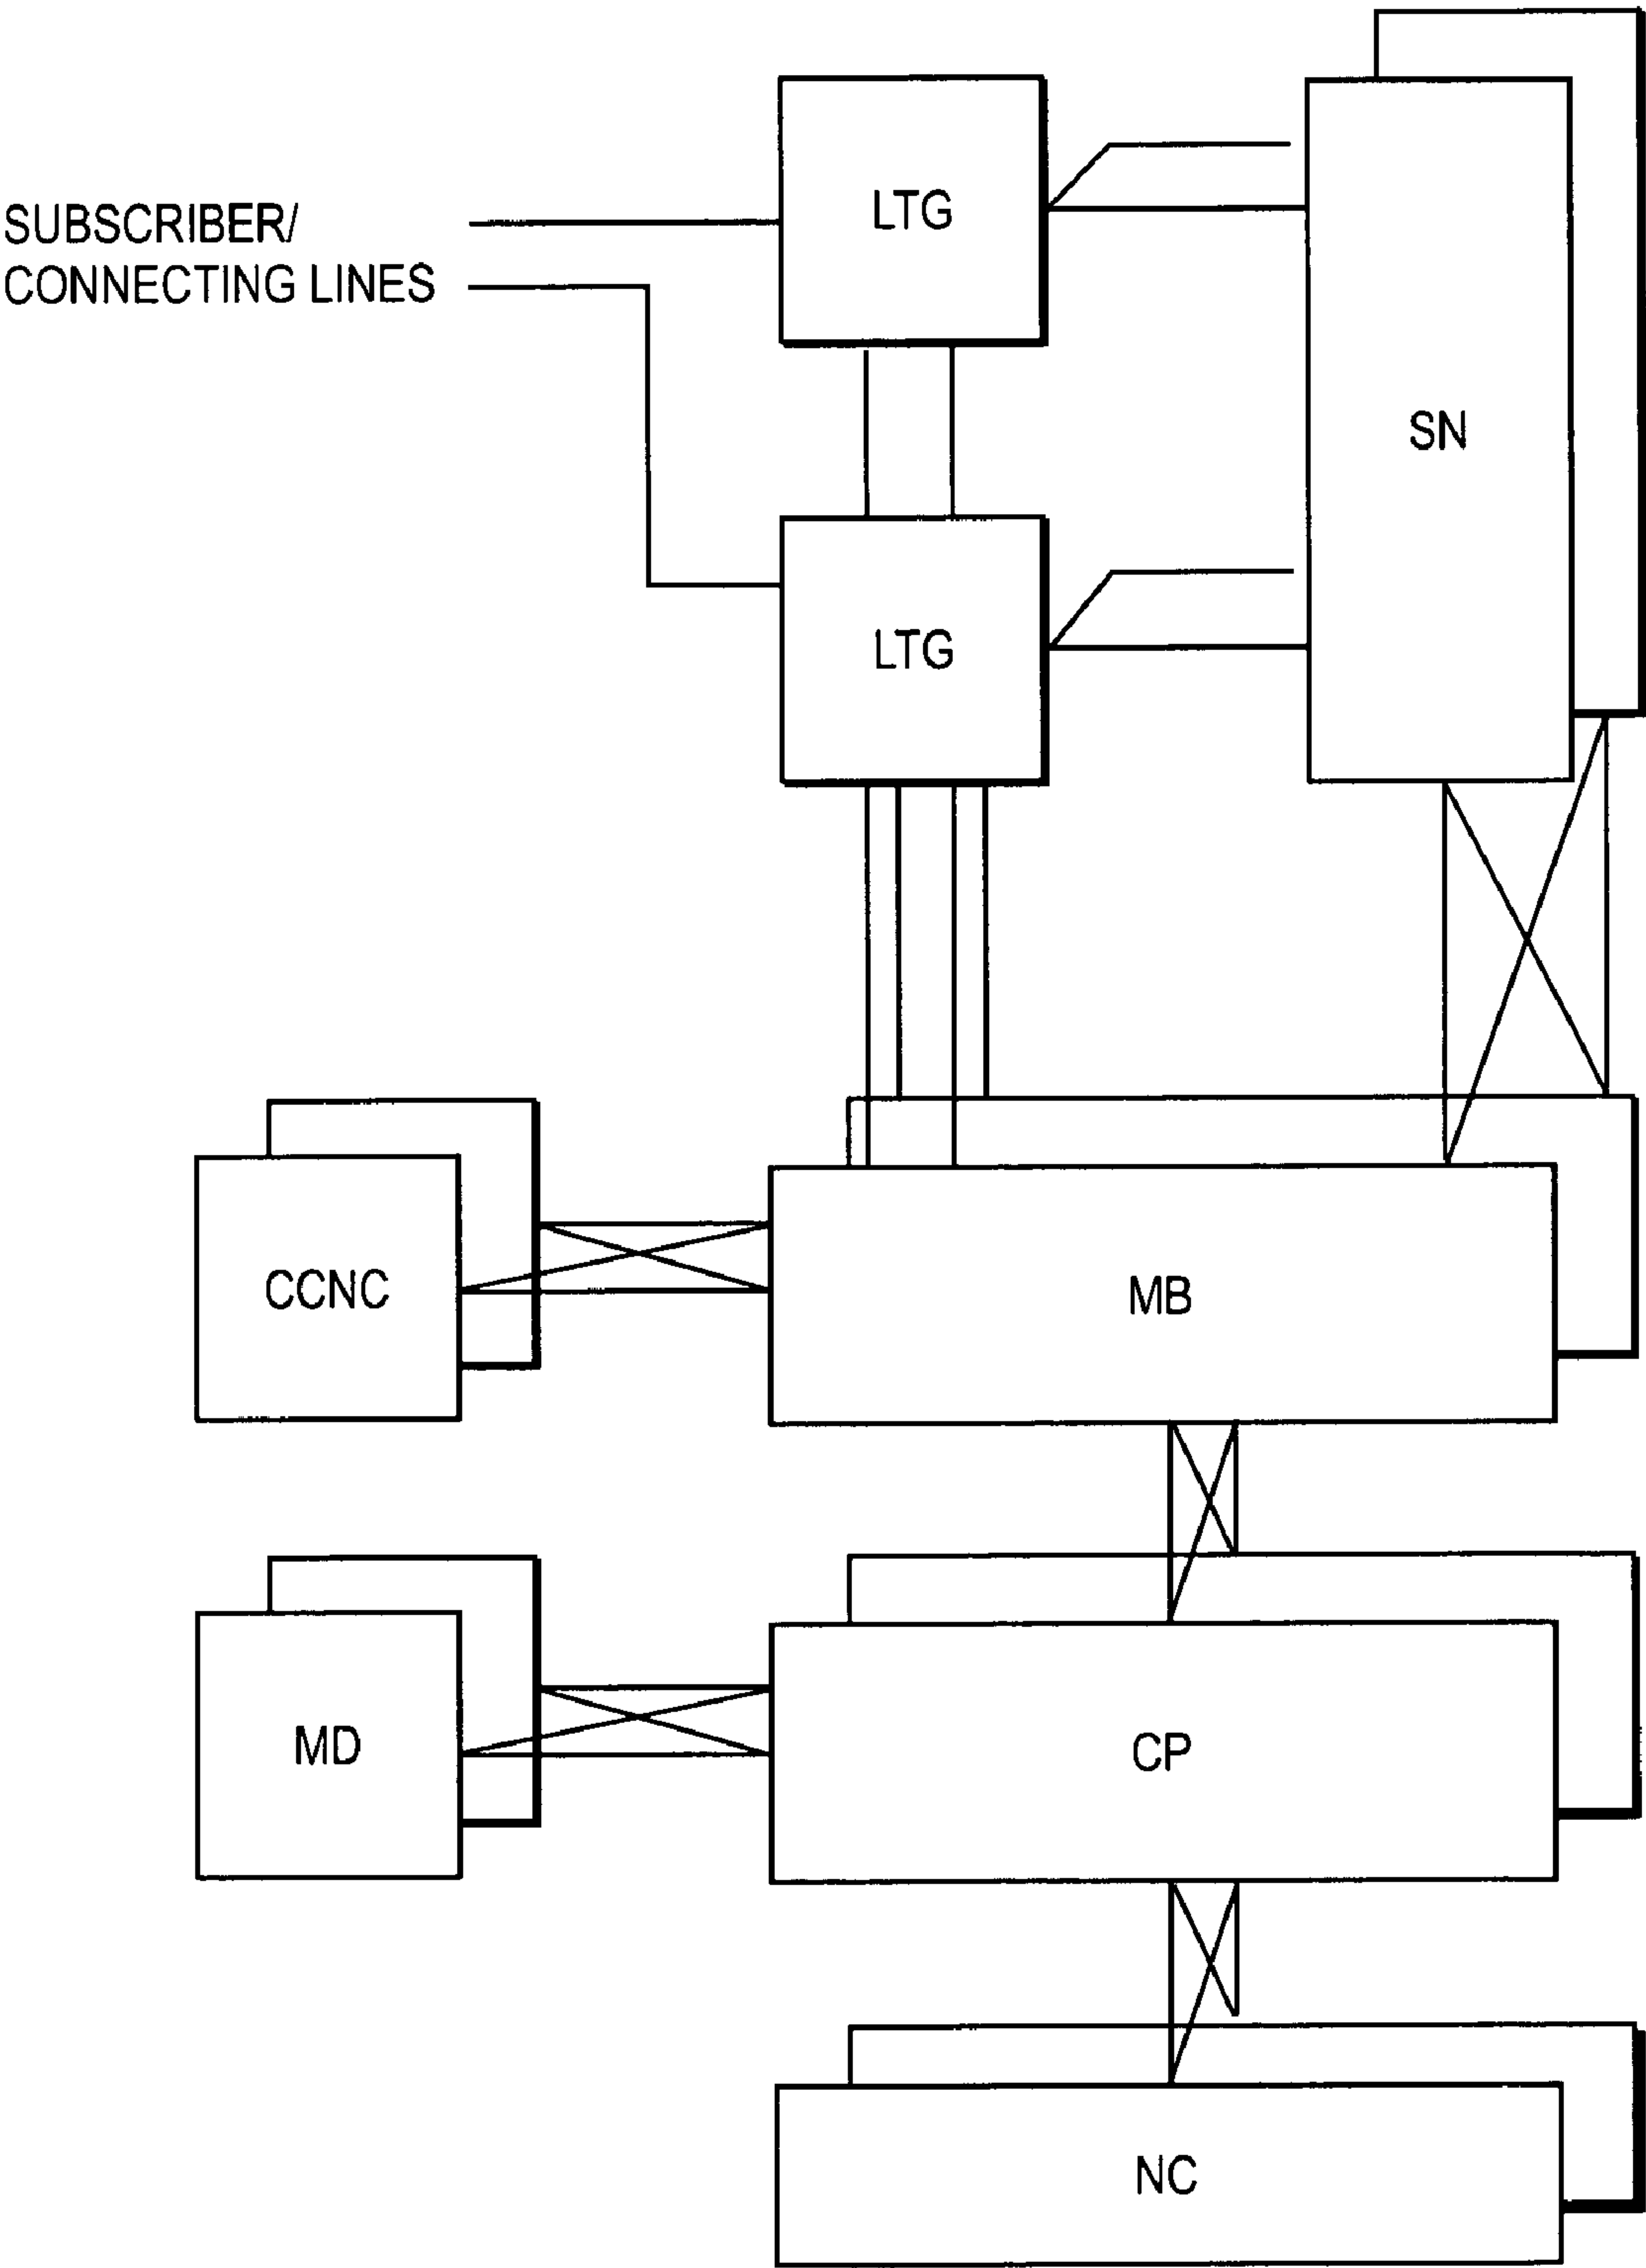 LTG
SUBSCRIBER/
CONNECTING LINES
SN
LTG
CCNC
MB
MD
CP
NC